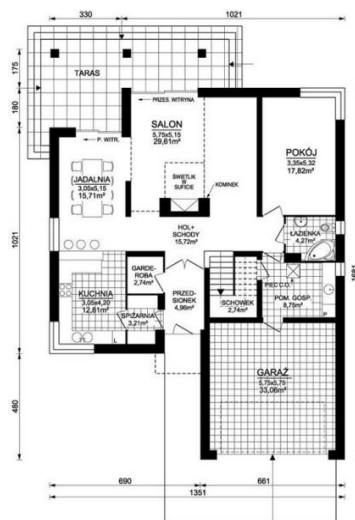 330
1021
175
180
1021
480
TARAS
PRZES. WITRYNA
SALON
5,75x5,15
29,61m²
POKÓJ
3,35x5,32
17,82m²
P. WITR.
(JADALNIA)
3,05x5,15
15,71m²
ŚWIETLIK
W
SUFICIE
KOMINEK
HOL+
SCHODY
15,72m²
ŁAZIENKA
4,27m²
1681
GARDE-
ROBA
2,74m²
KUCHNIA
3,05x4,20
12,81m²
SPIŻARNIA
3,21m²
PRZED-
SIONEK
4,96m²
SCHOWEK
2,74m²
PIEC C.O.
POM. GOSP.
8,75m²
L
P
GARAŻ
5,75x5,75
33,06m²
690
661
1351